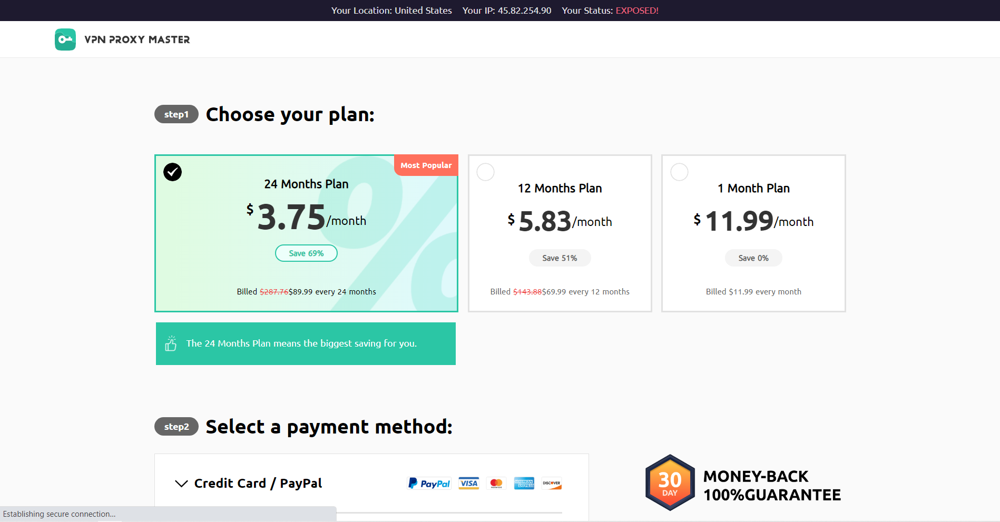 Your Location: United States Your IP: 45.82.254.90 Your Status: EXPOSED!
VPN PROXY MASTER
step1 Choose your plan:
Most Popular
24 Months Plan
$ 3.75/month
Save 69%
Billed $287.76$89.99 every 24 months
12 Months Plan
$ 5.83/month
Save 51%
Billed $143.88$69.99 every 12 months
1 Month Plan
$ 11.99/month
Save 0%
Billed $11.99 every month
The 24 Months Plan means the biggest saving for you.
step2 Select a payment method:
Credit Card / PayPal
PayPal VISA mastercard AMERICAN EXPRESS DISCOVER
30
DAY
MONEY-BACK
100%GUARANTEE
Establishing secure connection...